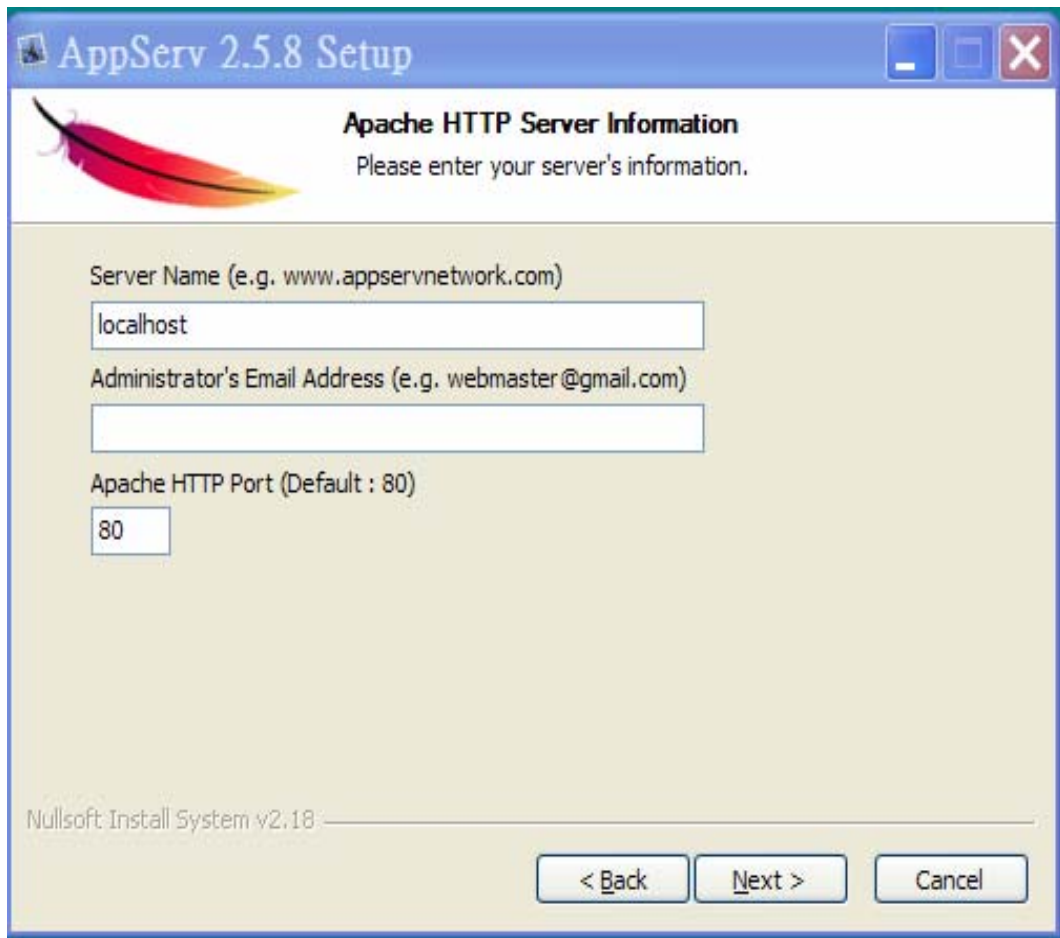 AppServ 2.5.8 Setup
Apache HTTP Server Information
Please enter your server's information.
Server Name (e.g. www.appservnetwork.com)
localhost
Administrator's Email Address (e.g. webmaster@gmail.com)
Apache HTTP Port (Default : 80)
80
Nullsoft Install System v2.18
< Back Next > Cancel